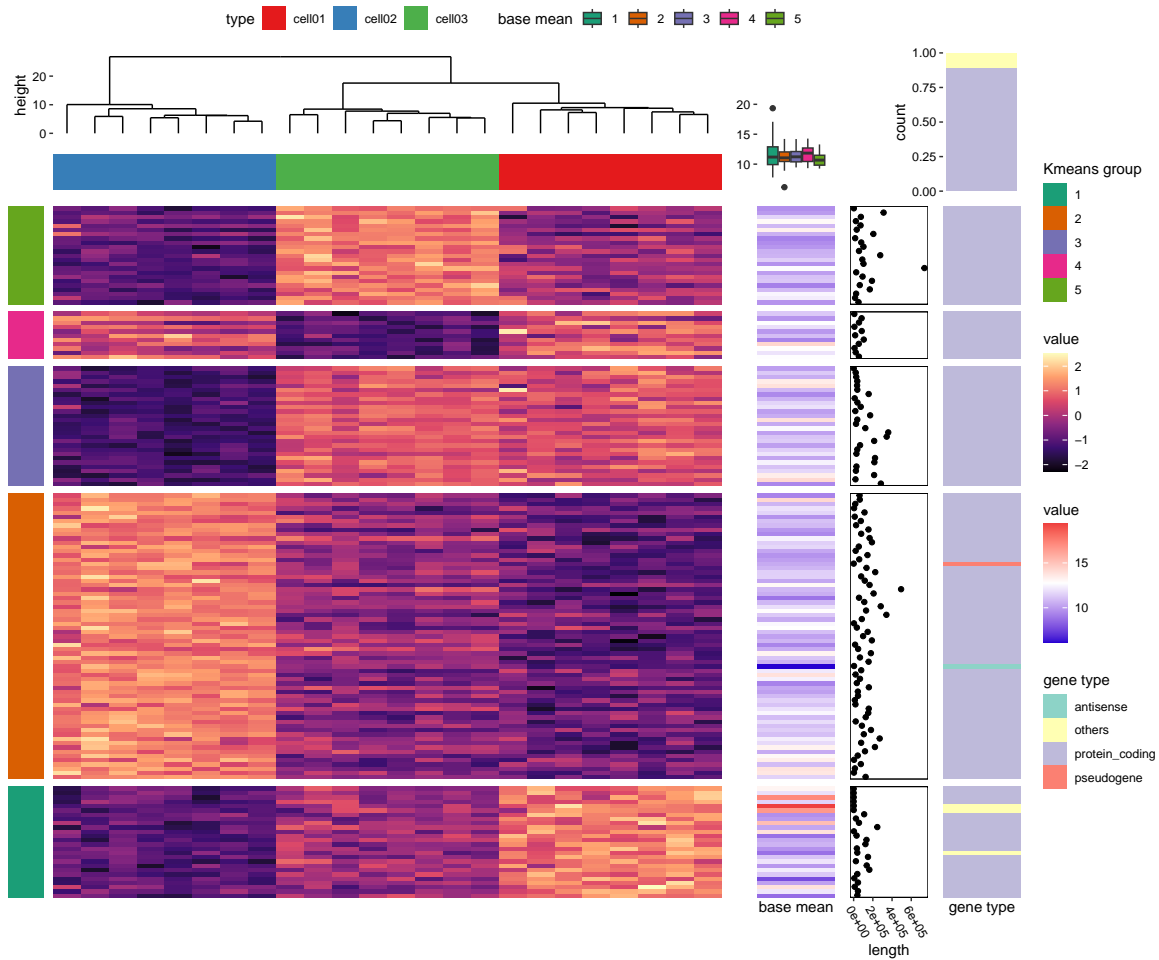 type cell01 cell02 cell03 base mean 1 2 3 4 5
height
20
10
0
20
15
10
count
1.00
0.75
0.50
0.25
0.00
Kmeans group
1
2
3
4
5
value
2
1
0
−1
−2
value
15
10
gene type
antisense
others
protein_coding
pseudogene
base mean
0e+00
2e+05
4e+05
6e+05
length
gene type